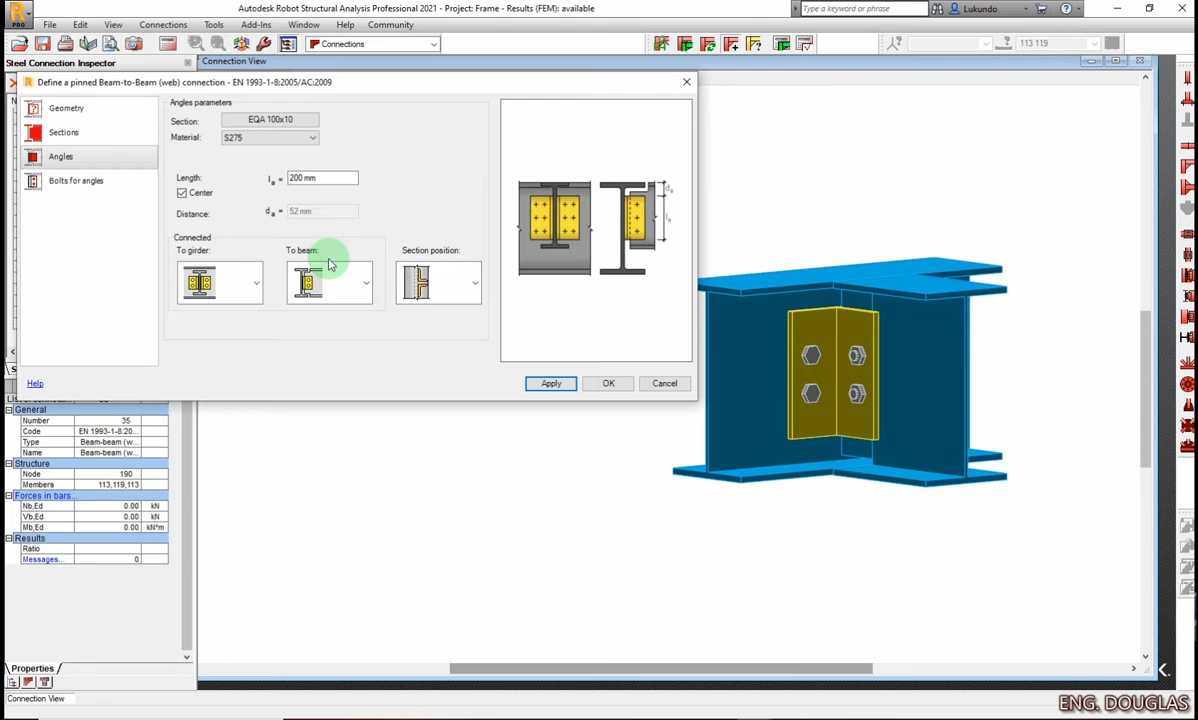 PRO
Autodesk Robot Structural Analysis Professional 2021 - Project: Frame - Results (FEM): available
Type a keyword or phrase
Lukundo
File Edit View Connections Tools Add-Ins Window Help Community
Connections
113 119
Steel Connection Inspector
Connection View
Define a pinned Beam-to-Beam (web) connection - EN 1993-1-8:2005/AC:2009
Geometry
Sections
Angles
Bolts for angles
Angles parameters
Section: EQA 100x10
Material: S275
Length: la = 200 mm
Center
Distance: da = 52 mm
Connected
To girder: To beam: Section position:
da
la
Help
Apply OK Cancel
General
Number 35
Code EN 1993-1-8:20...
Type Beam-beam (w...
Name Beam-beam (w...
Structure
Node 190
Members 113,119,113
Forces in bars...
Nb,Ed 0.00 kN
Vb,Ed 0.00 kN
Mb,Ed 0.00 kN*m
Results
Ratio
Messages... 0
Properties
Connection View
ENG. DOUGLAS